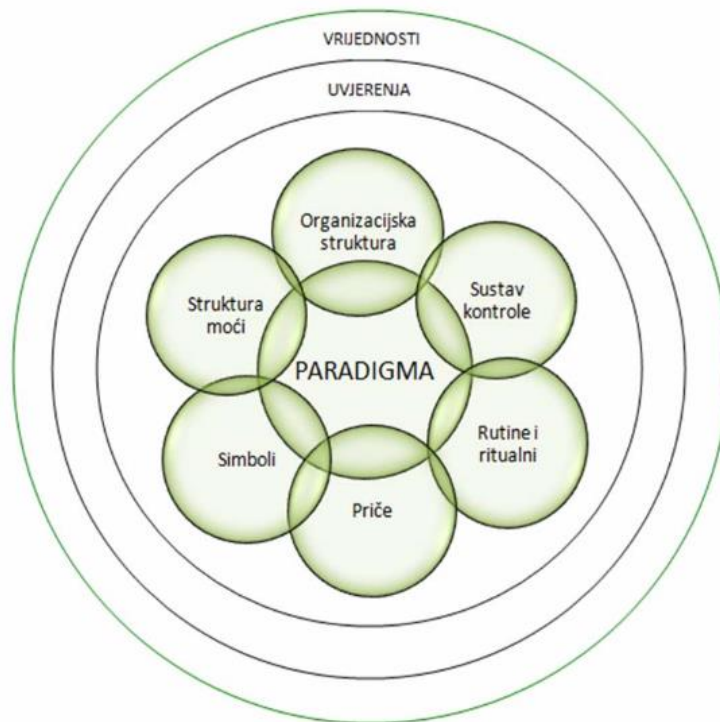 VRIJEDNOSTI
UVJERENJA
Organizacijska
struktura
Sustav
kontrole
Struktura
moći
PARADIGMA
Rutine i
ritualni
Simboli
Priče